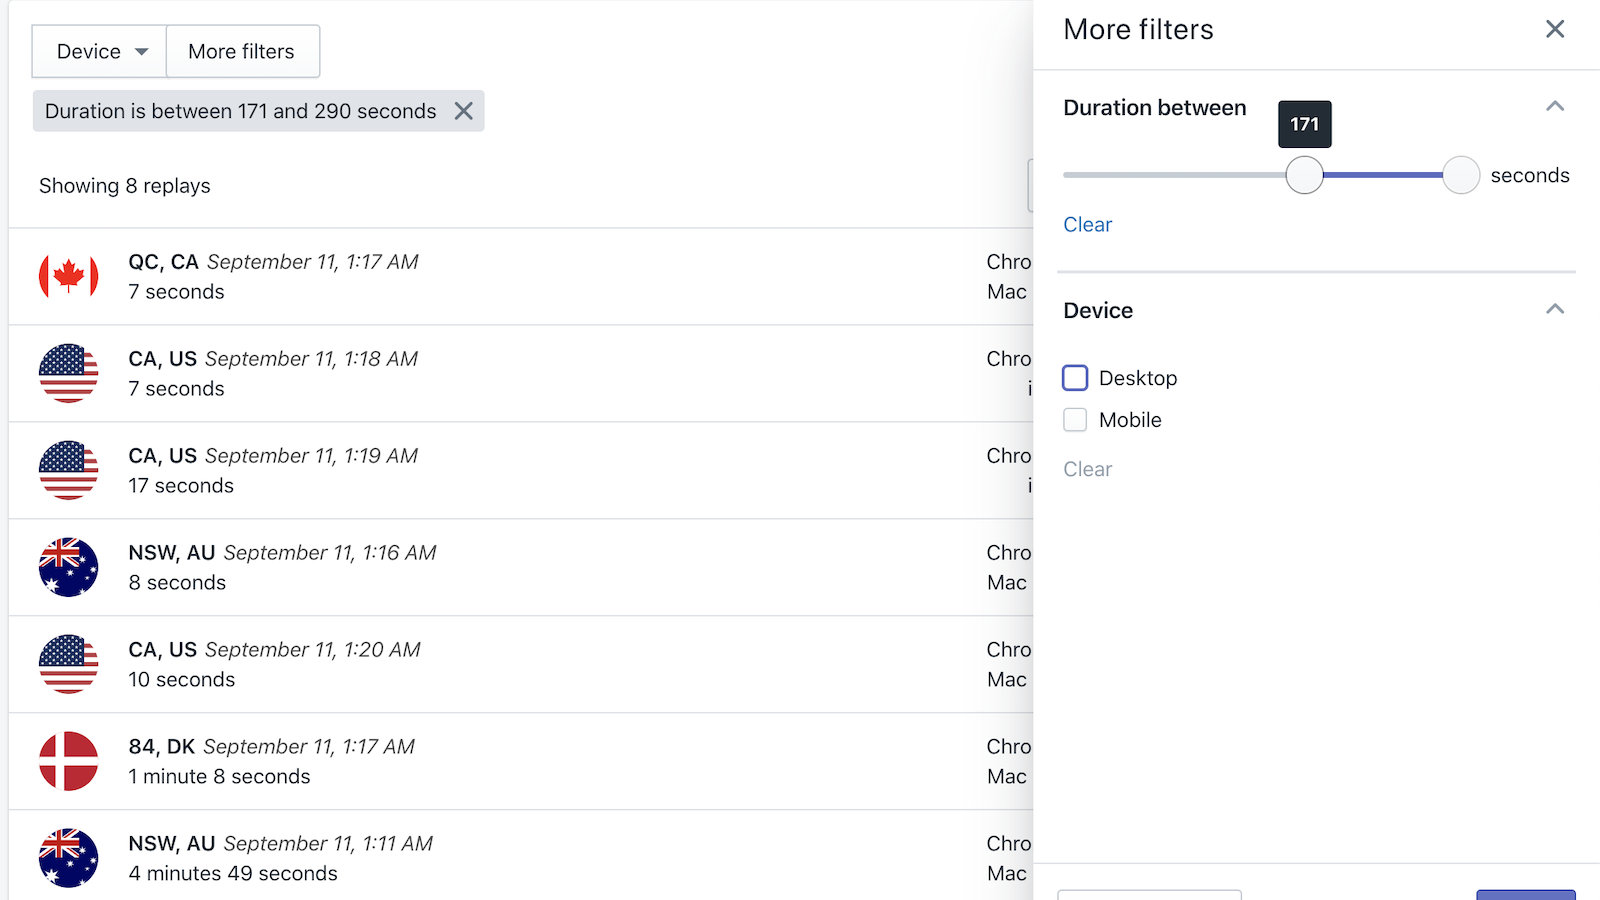 Device
More filters
Duration is between 171 and 290 seconds
Showing 8 replays
QC, CA September 11, 1:17 AM
7 seconds
Chro
Mac
CA, US September 11, 1:18 AM
7 seconds
Chro
i
CA, US September 11, 1:19 AM
17 seconds
Chro
i
NSW, AU September 11, 1:16 AM
8 seconds
Chro
Mac
CA, US September 11, 1:20 AM
10 seconds
Chro
Mac
84, DK September 11, 1:17 AM
1 minute 8 seconds
Chro
Mac
NSW, AU September 11, 1:11 AM
4 minutes 49 seconds
Chro
Mac
More filters
Duration between
171
seconds
Clear
Device
Desktop
Mobile
Clear